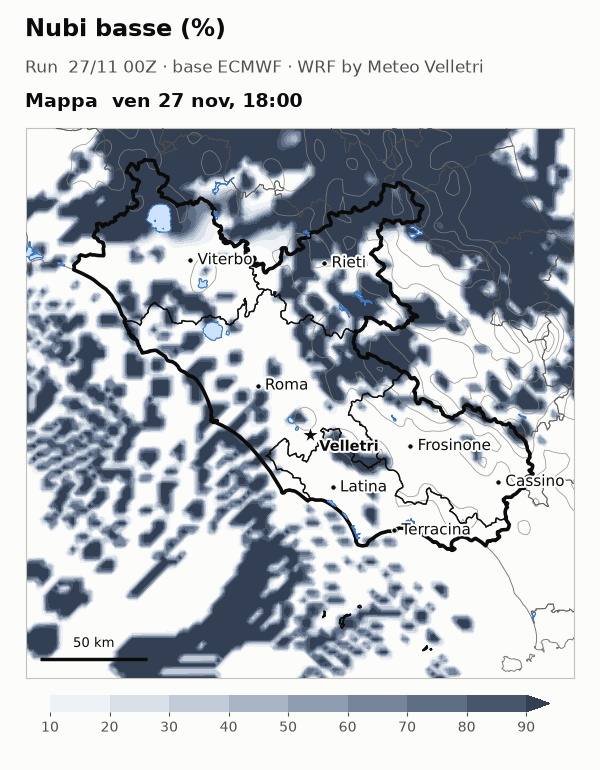 Nubi basse (%)
Run  27/11 00Z · base ECMWF · WRF by Meteo Velletri
Mappa  ven 27 nov, 18:00
Viterbo
Rieti
Roma
Velletri
Frosinone
Cassino
Latina
Terracina
50 km
10 20 30 40 50 60 70 80 90